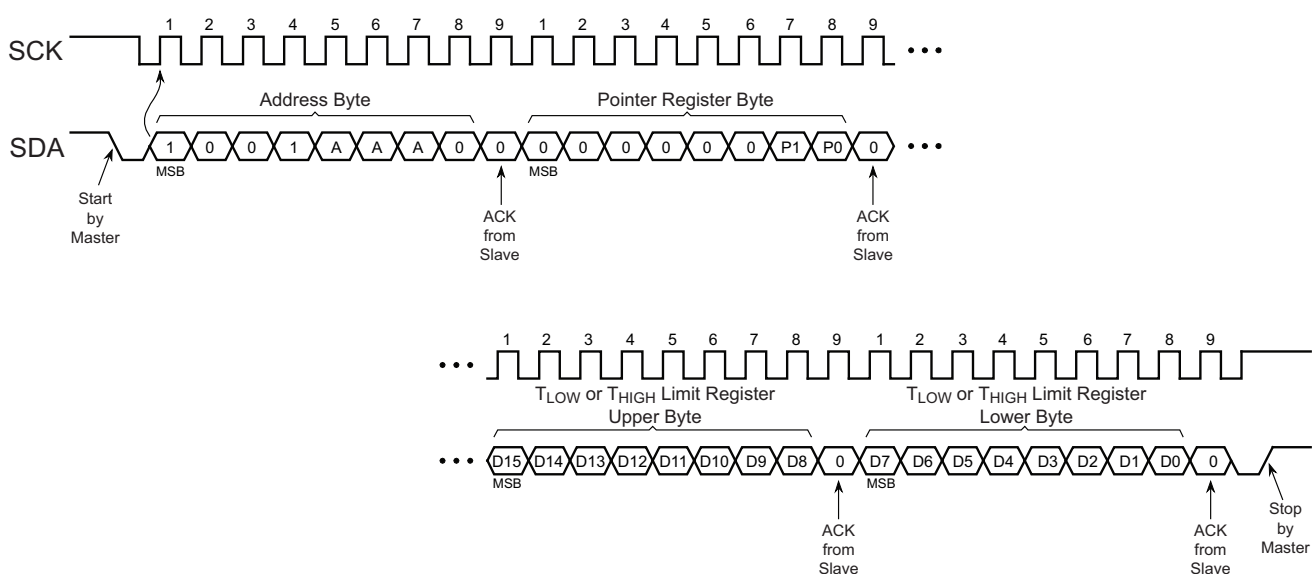 1 2 3 4 5 6 7 8 9 1 2 3 4 5 6 7 8 9
SCK
Address Byte Pointer Register Byte
SDA 1 0 0 1 A A A 0 0 0 0 0 0 0 0 P1 P0 0
MSB MSB
Start
by
Master
ACK
from
Slave
ACK
from
Slave
1 2 3 4 5 6 7 8 9 1 2 3 4 5 6 7 8 9
TLOW or THIGH Limit Register
Upper Byte
TLOW or THIGH Limit Register
Lower Byte
D15 D14 D13 D12 D11 D10 D9 D8 0 D7 D6 D5 D4 D3 D2 D1 D0 0
MSB MSB
ACK
from
Slave
ACK
from
Slave
Stop
by
Master